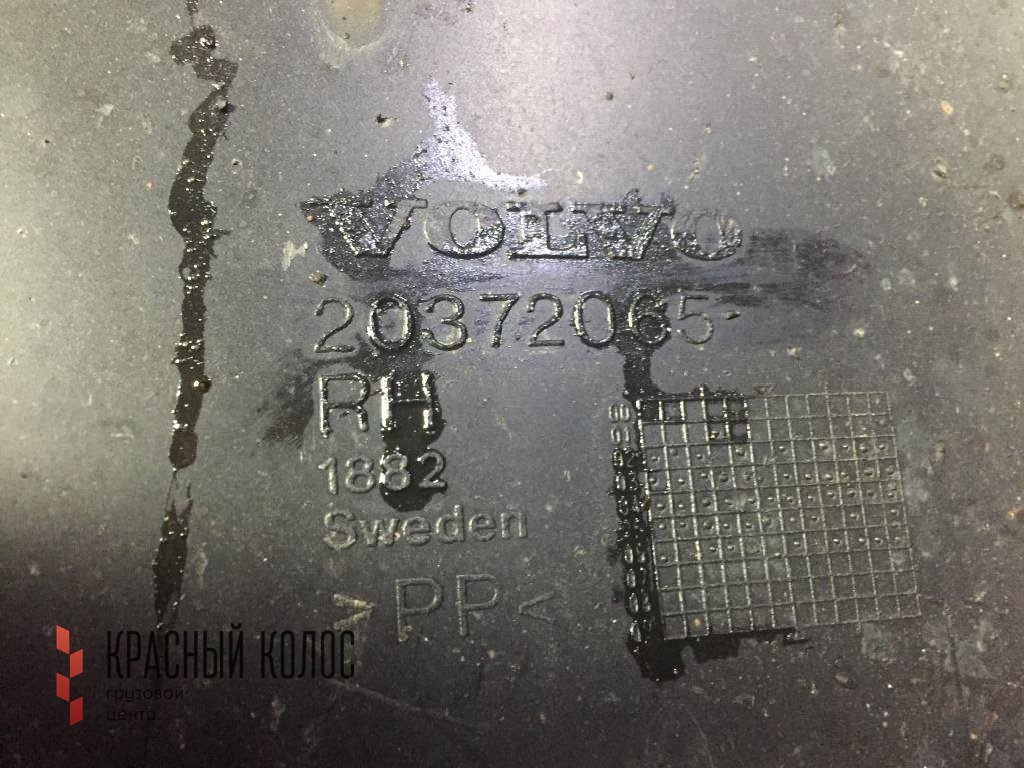 VOLVO
20372065
RH
1882
Sweden
>PP<
КРАСНЫЙ КОЛОС
грузовой
центр